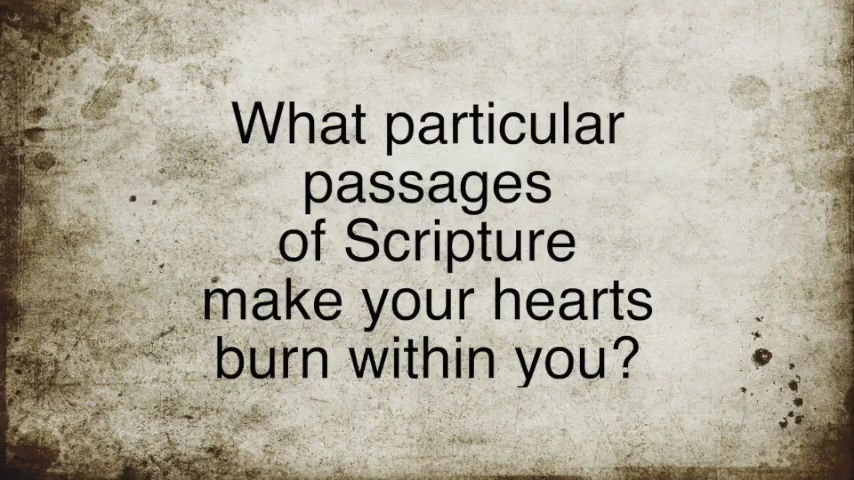 What particular
passages
of Scripture
make your hearts
burn within you?